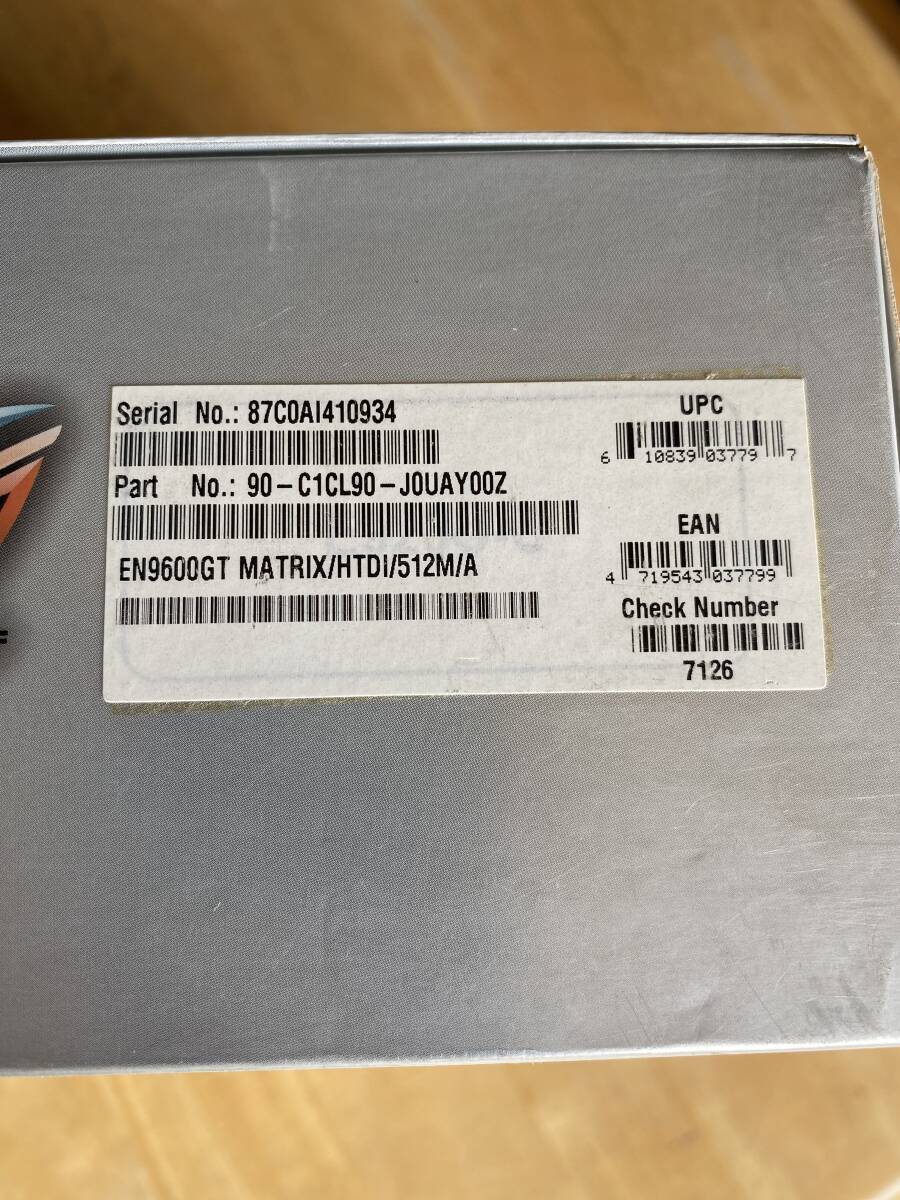 Serial No.: 87C0AI410934
Part No.: 90-C1CL90-J0UAY00Z
EN9600GT MATRIX/HTDI/512M/A
UPC
6 10839 03779 7
EAN
4 719543 037799
Check Number
7126